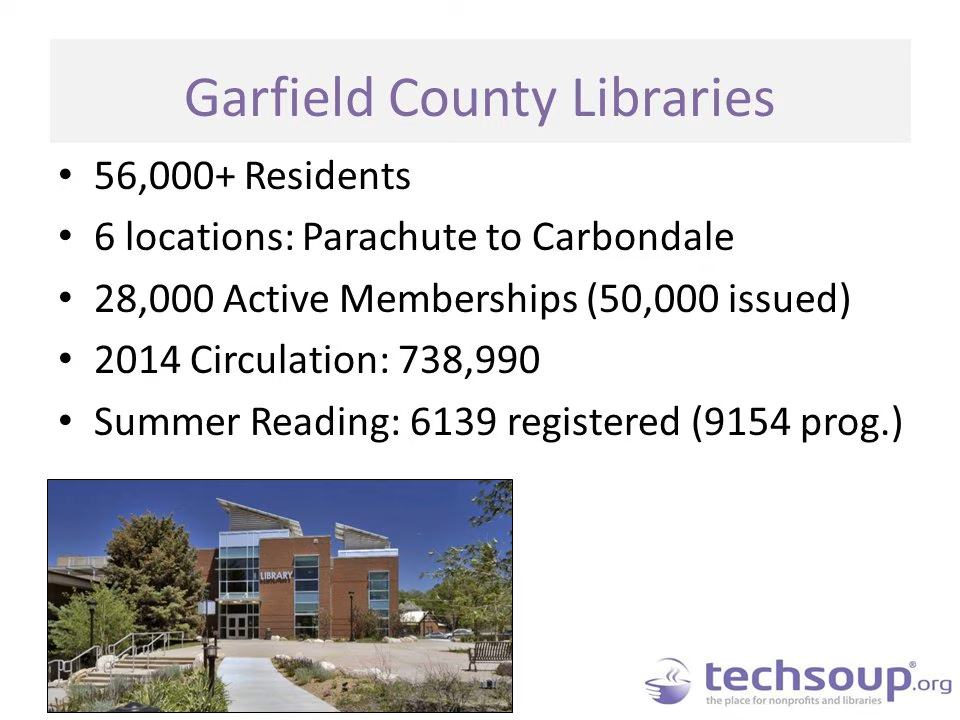 Garfield County Libraries
• 56,000+ Residents
• 6 locations: Parachute to Carbondale
• 28,000 Active Memberships (50,000 issued)
• 2014 Circulation: 738,990
• Summer Reading: 6139 registered (9154 prog.)
LIBRARY
techsoup®.org
the place for nonprofits and libraries